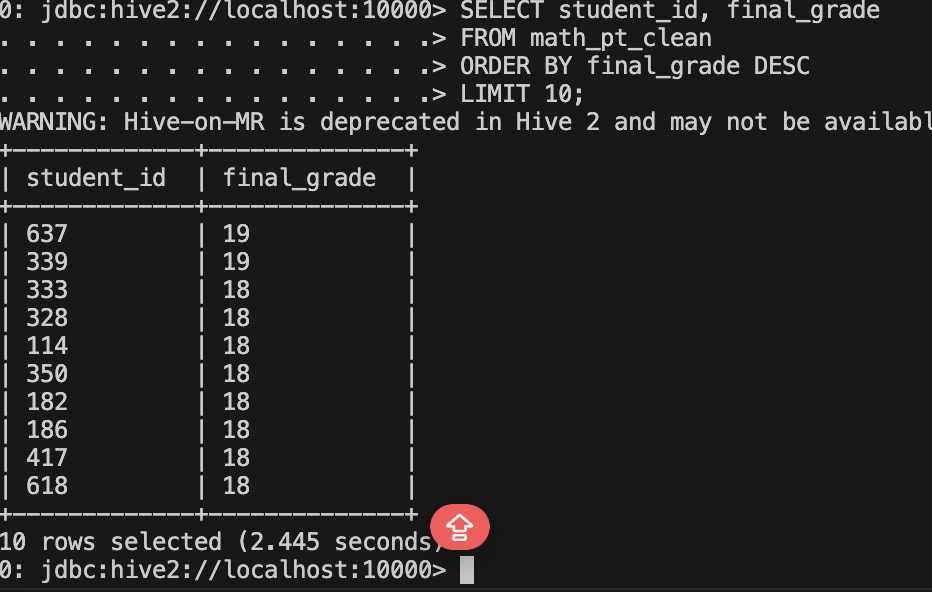 0: jdbc:hive2://localhost:10000> SELECT student_id, final_grade
. . . . . . . . . . . . . . . .> FROM math_pt_clean
. . . . . . . . . . . . . . . .> ORDER BY final_grade DESC
. . . . . . . . . . . . . . . .> LIMIT 10;
WARNING: Hive-on-MR is deprecated in Hive 2 and may not be availabl
+-------------+--------------+
| student_id  | final_grade  |
+-------------+--------------+
| 637         | 19           |
| 339         | 19           |
| 333         | 18           |
| 328         | 18           |
| 114         | 18           |
| 350         | 18           |
| 182         | 18           |
| 186         | 18           |
| 417         | 18           |
| 618         | 18           |
+-------------+--------------+
10 rows selected (2.445 seconds)
0: jdbc:hive2://localhost:10000>